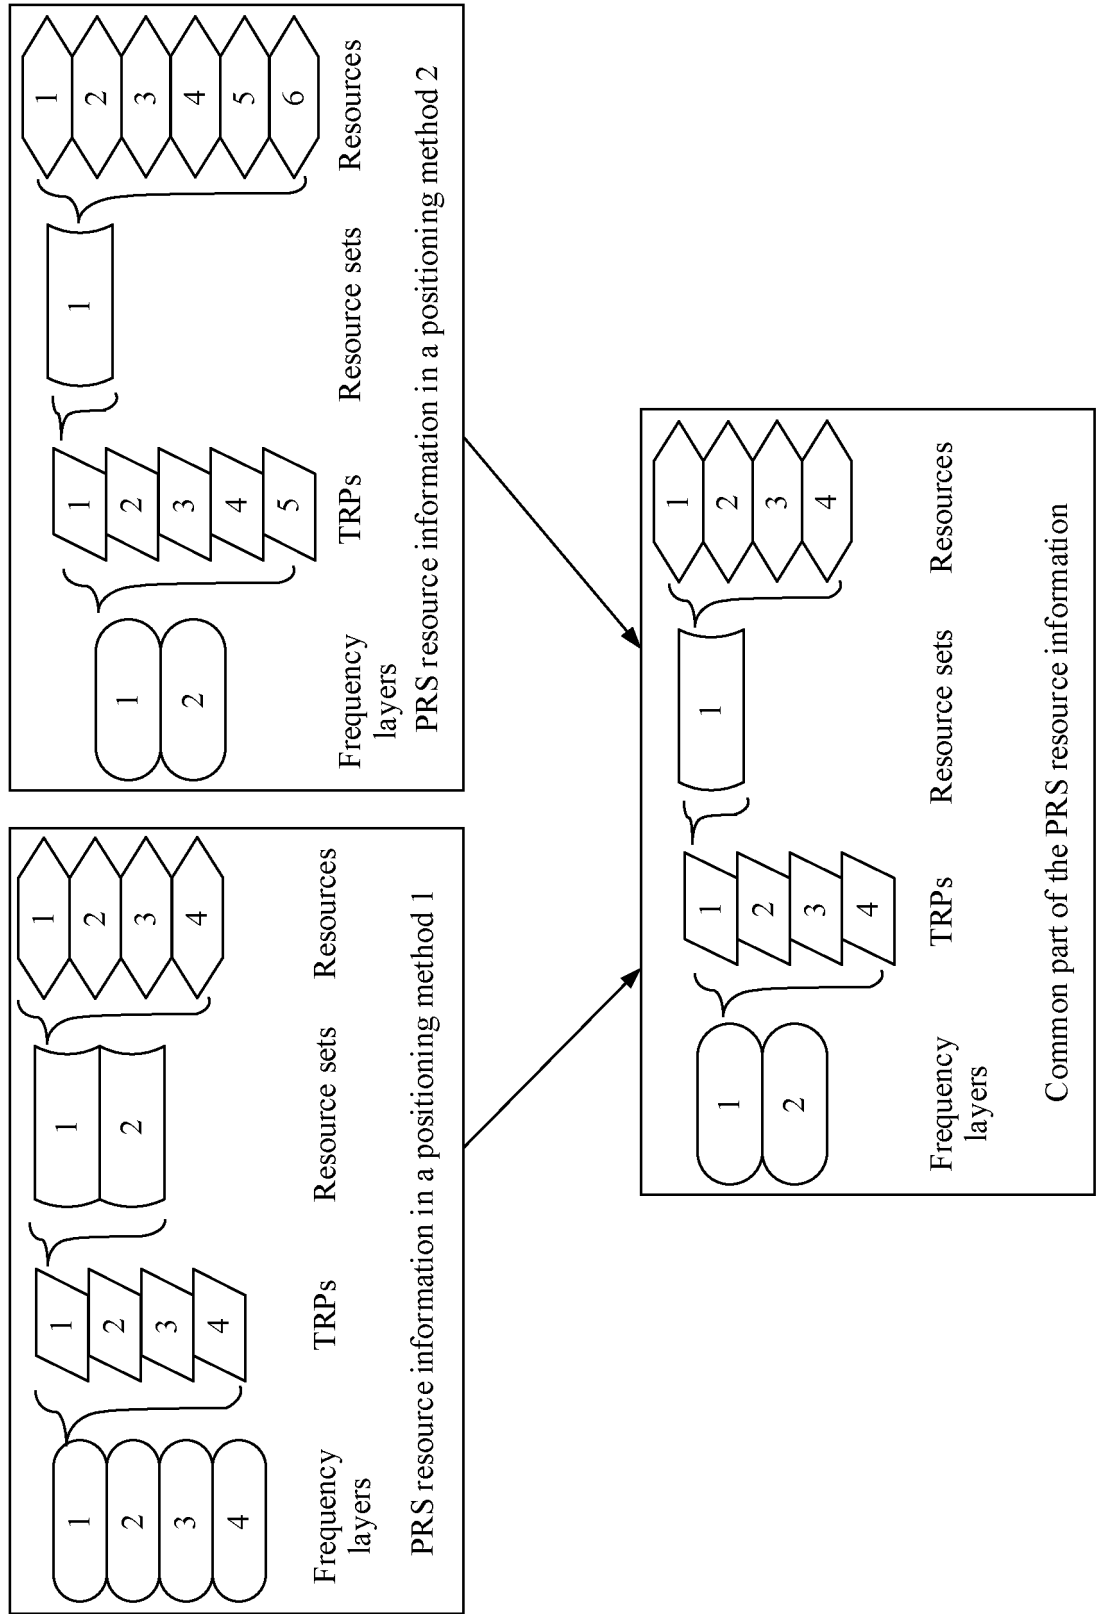 1
2
3
4
Frequency
layers
1
2
3
4
TRPs
1
2
Resource sets
1
2
3
4
Resources
PRS resource information in a positioning method 1
1
2
Frequency
layers
1
2
3
4
5
TRPs
1
Resource sets
1
2
3
4
5
6
Resources
PRS resource information in a positioning method 2
1
2
Frequency
layers
1
2
3
4
TRPs
1
Resource sets
1
2
3
4
Resources
Common part of the PRS resource information